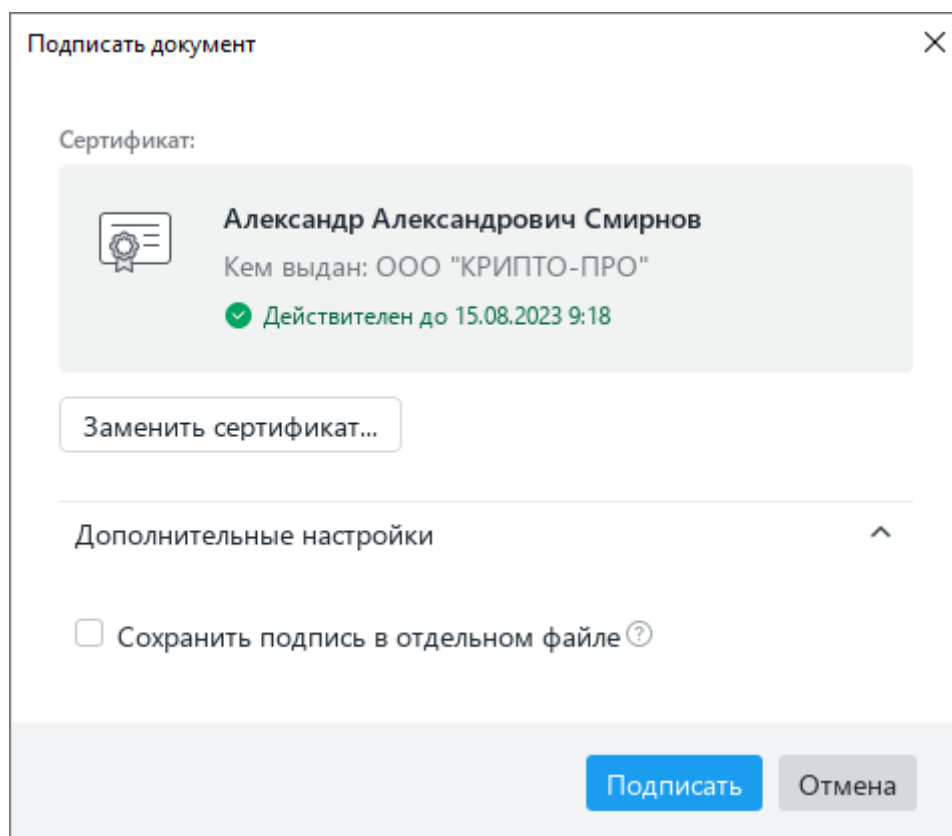 Подписать документ
Сертификат:
Александр Александрович Смирнов
Кем выдан: ООО "КРИПТО-ПРО"
Действителен до 15.08.2023 9:18
Заменить сертификат...
Дополнительные настройки
Сохранить подпись в отдельном файле ?
Подписать Отмена